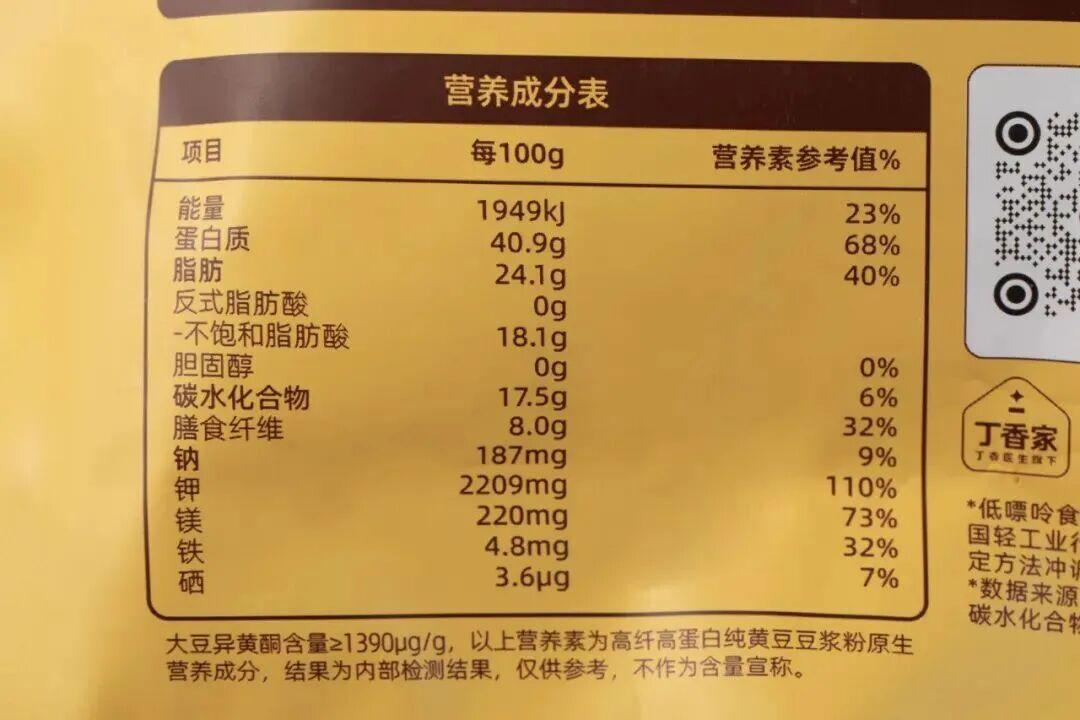 营养成分表
项目 每100g 营养素参考值%
能量 1949kJ 23%
蛋白质 40.9g 68%
脂肪 24.1g 40%
反式脂肪酸 0g
-不饱和脂肪酸 18.1g
胆固醇 0g 0%
碳水化合物 17.5g 6%
膳食纤维 8.0g 32%
钠 187mg 9%
钾 2209mg 110%
镁 220mg 73%
铁 4.8mg 32%
硒 3.6μg 7%
大豆异黄酮含量≥1390μg/g，以上营养素为高纤高蛋白纯黄豆豆浆粉原生
营养成分，结果为内部检测结果，仅供参考，不作为含量宣称。
丁香家
丁香医生旗下
*低嘌呤食
国轻工业行
定方法冲调
*数据来源
碳水化合物